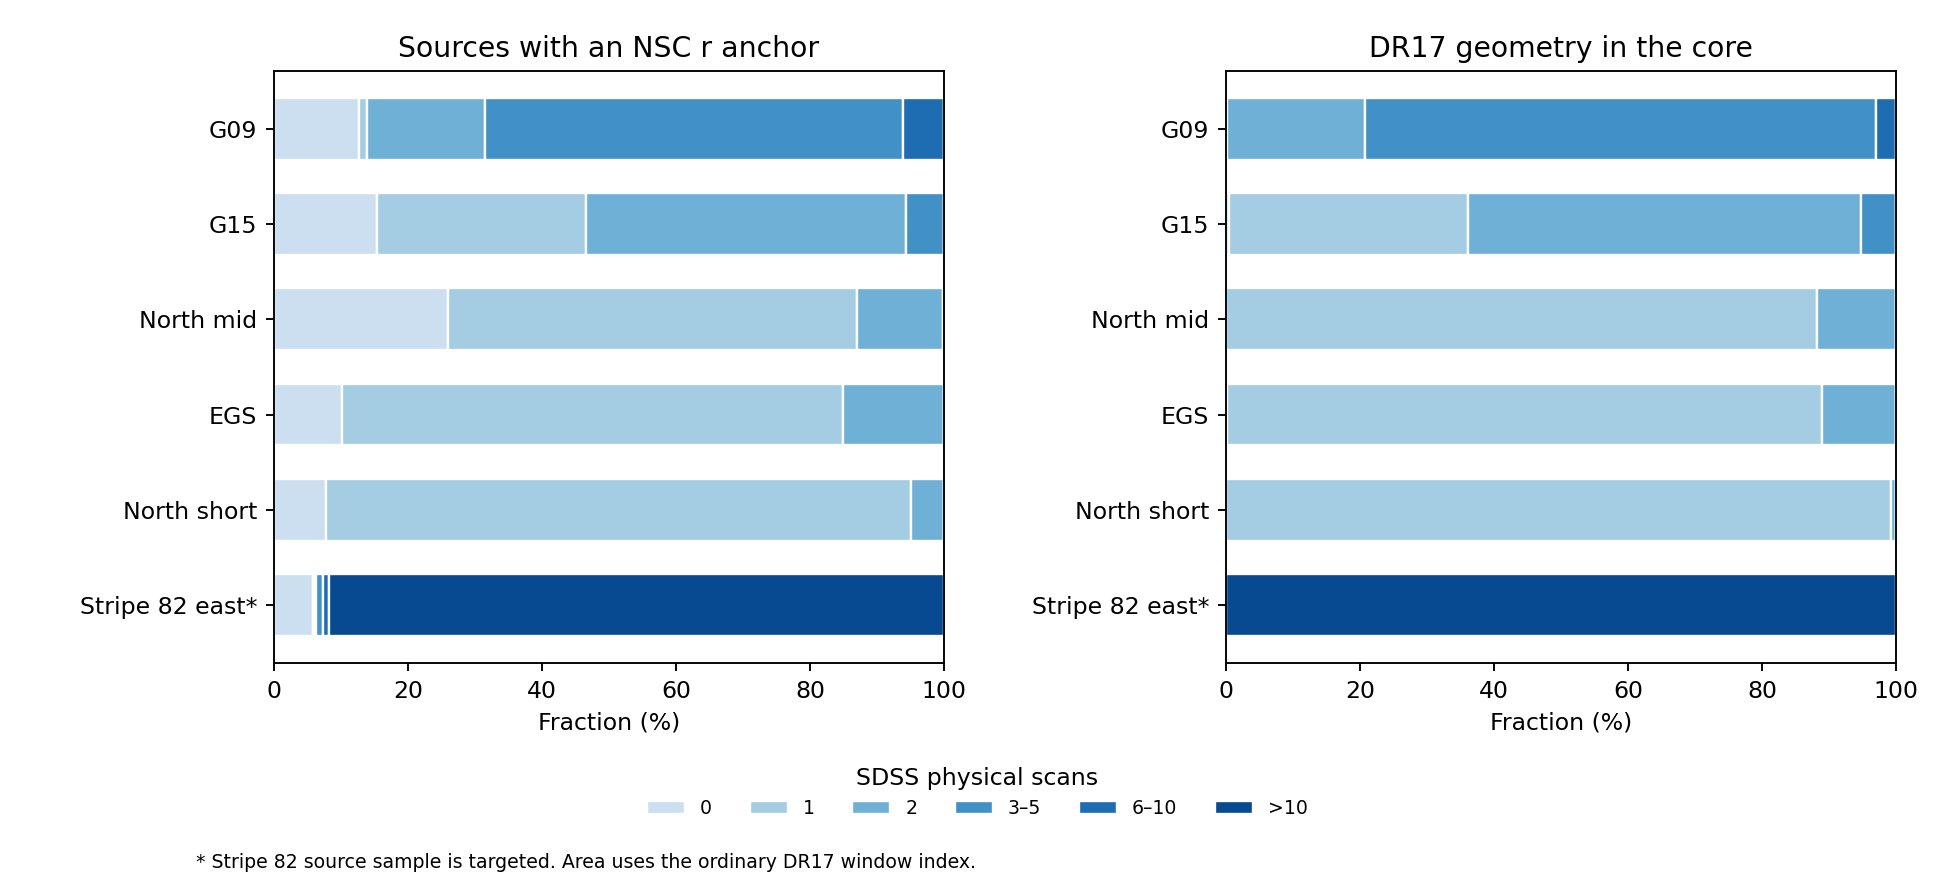 Sources with an NSC r anchor
G09
G15
North mid
EGS
North short
Stripe 82 east*
0 20 40 60 80 100
Fraction (%)
DR17 geometry in the core
G09
G15
North mid
EGS
North short
Stripe 82 east*
0 20 40 60 80 100
Fraction (%)
SDSS physical scans
0 1 2 3–5 6–10 >10
* Stripe 82 source sample is targeted. Area uses the ordinary DR17 window index.